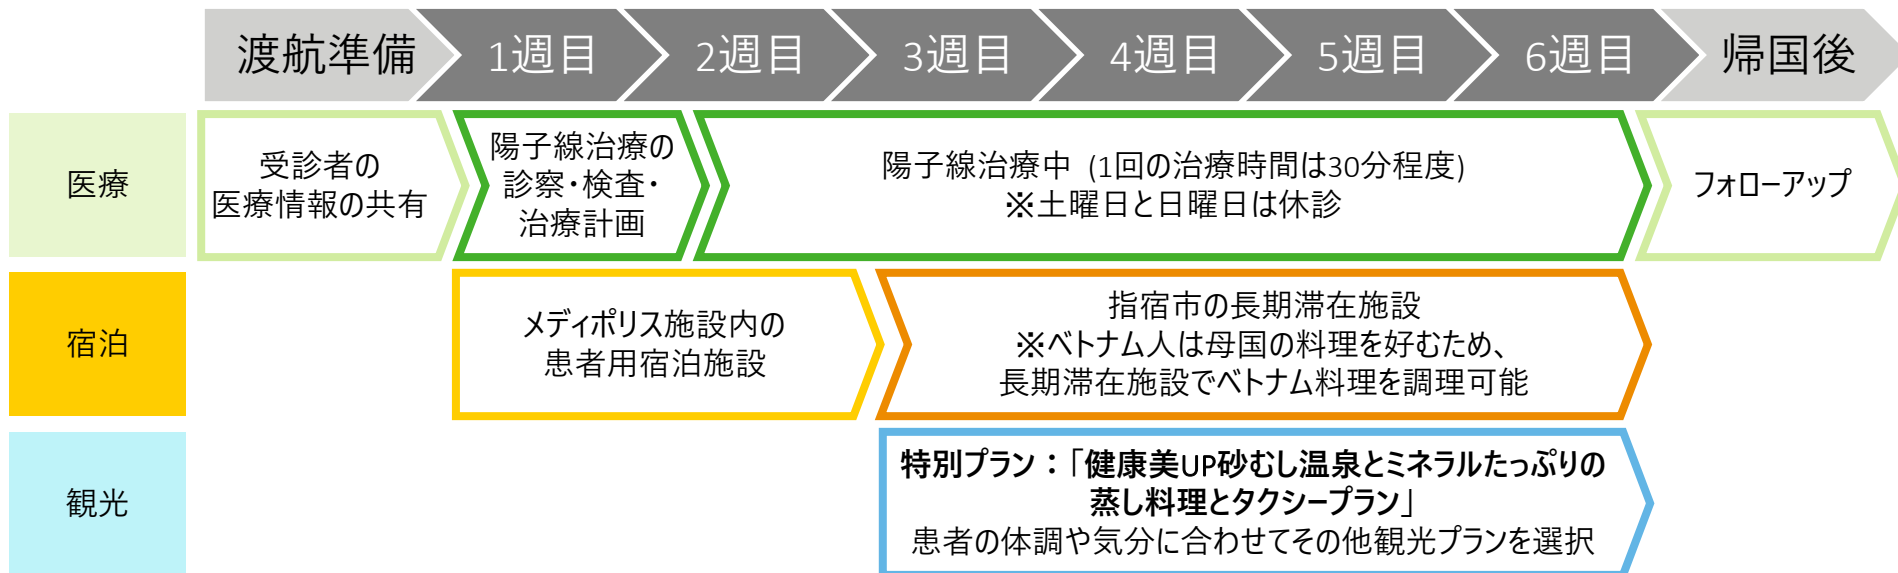 渡航準備
1週目
2週目
3週目
4週目
5週目
6週目
帰国後
医療
受診者の
医療情報の共有
陽子線治療の
診察・検査・
治療計画
陽子線治療中 (1回の治療時間は30分程度)
※土曜日と日曜日は休診
フォローアップ
宿泊
メディポリス施設内の
患者用宿泊施設
指宿市の長期滞在施設
※ベトナム人は母国の料理を好むため、
長期滞在施設でベトナム料理を調理可能
観光
特別プラン：「健康美UP砂むし温泉とミネラルたっぷりの
蒸し料理とタクシープラン」
患者の体調や気分に合わせてその他観光プランを選択